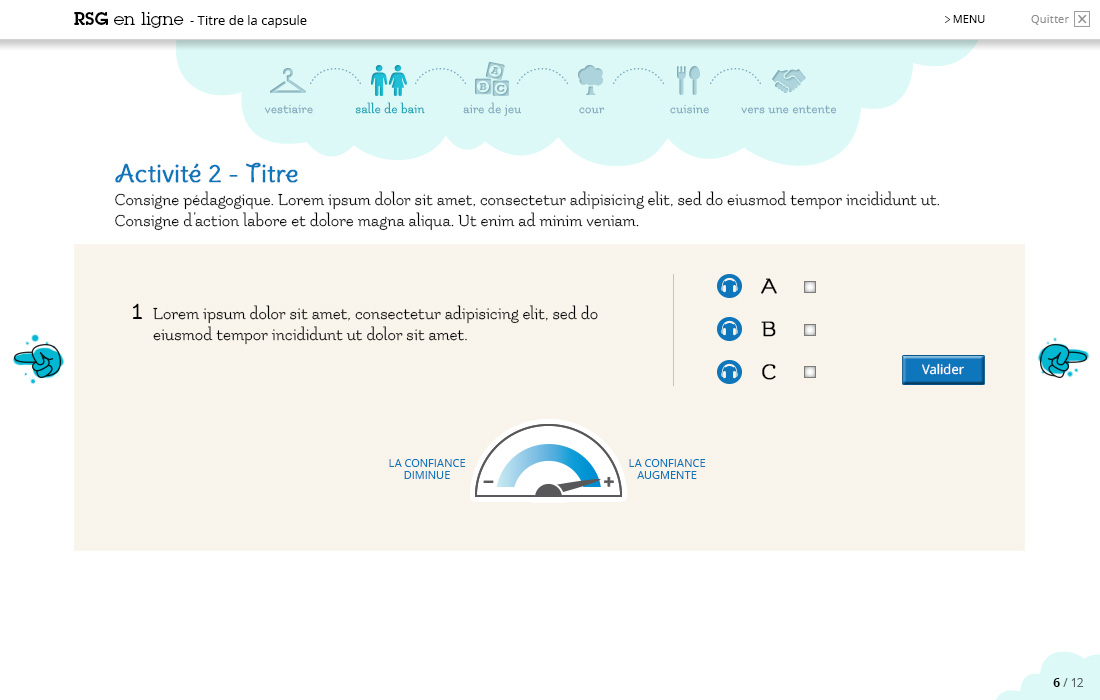 RSG en ligne - Titre de la capsule
> MENU
Quitter
A
B C
vestiaire
salle de bain
aire de jeu
cour
cuisine
vers une entente
Activité 2 - Titre
Consigne pédagogique. Lorem ipsum dolor sit amet, consectetur adipisicing elit, sed do eiusmod tempor incididunt ut.
Consigne d'action labore et dolore magna aliqua. Ut enim ad minim veniam.
1 Lorem ipsum dolor sit amet, consectetur adipisicing elit, sed do
eiusmod tempor incididunt ut dolor sit amet.
A
B
C
Valider
LA CONFIANCE
DIMINUE
- +
LA CONFIANCE
AUGMENTE
6 / 12